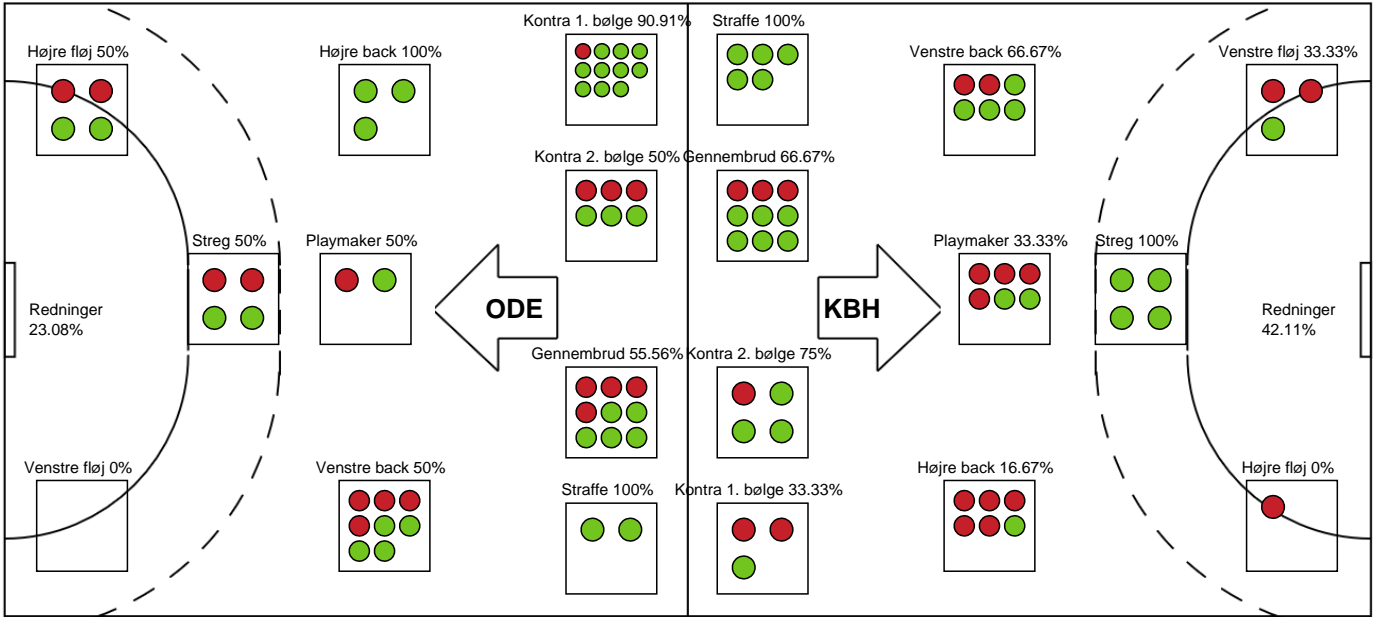 Kontra 1. bølge 90.91%
Straffe 100%
Højre fløj 50%
Højre back 100%
Venstre back 66.67%
Venstre fløj 33.33%
Kontra 2. bølge 50%
Gennembrud 66.67%
Streg 50%
Playmaker 50%
Playmaker 33.33%
Streg 100%
Redninger
23.08%
ODE
KBH
Redninger
42.11%
Gennembrud 55.56%
Kontra 2. bølge 75%
Venstre fløj 0%
Venstre back 50%
Straffe 100%
Kontra 1. bølge 33.33%
Højre back 16.67%
Højre fløj 0%